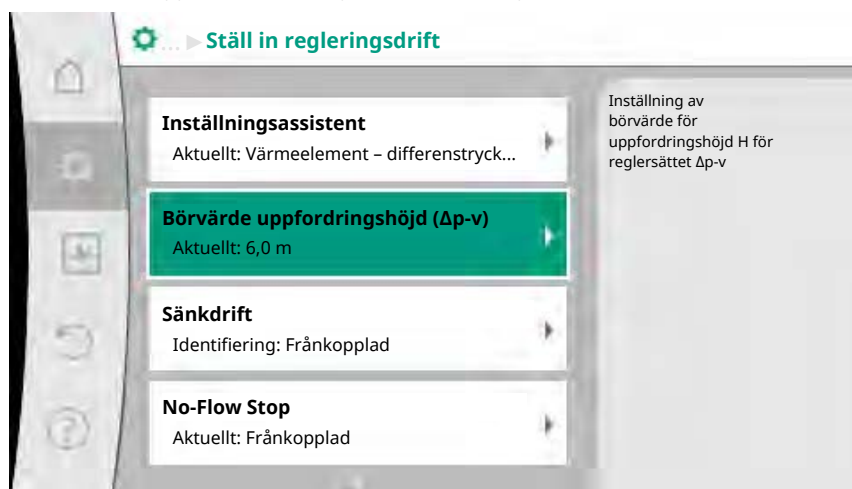 ... Ställ in regleringsdrift
Inställningsassistent
Aktuellt: Värmeelement – differenstryck...
Börvärde uppfordringshöjd (Δp-v)
Aktuellt: 6,0 m
Sänkdrift
Identifiering: Frånkopplad
No-Flow Stop
Aktuellt: Frånkopplad
Inställning av
börvärde för
uppfordringshöjd H för
reglersättet Δp-v